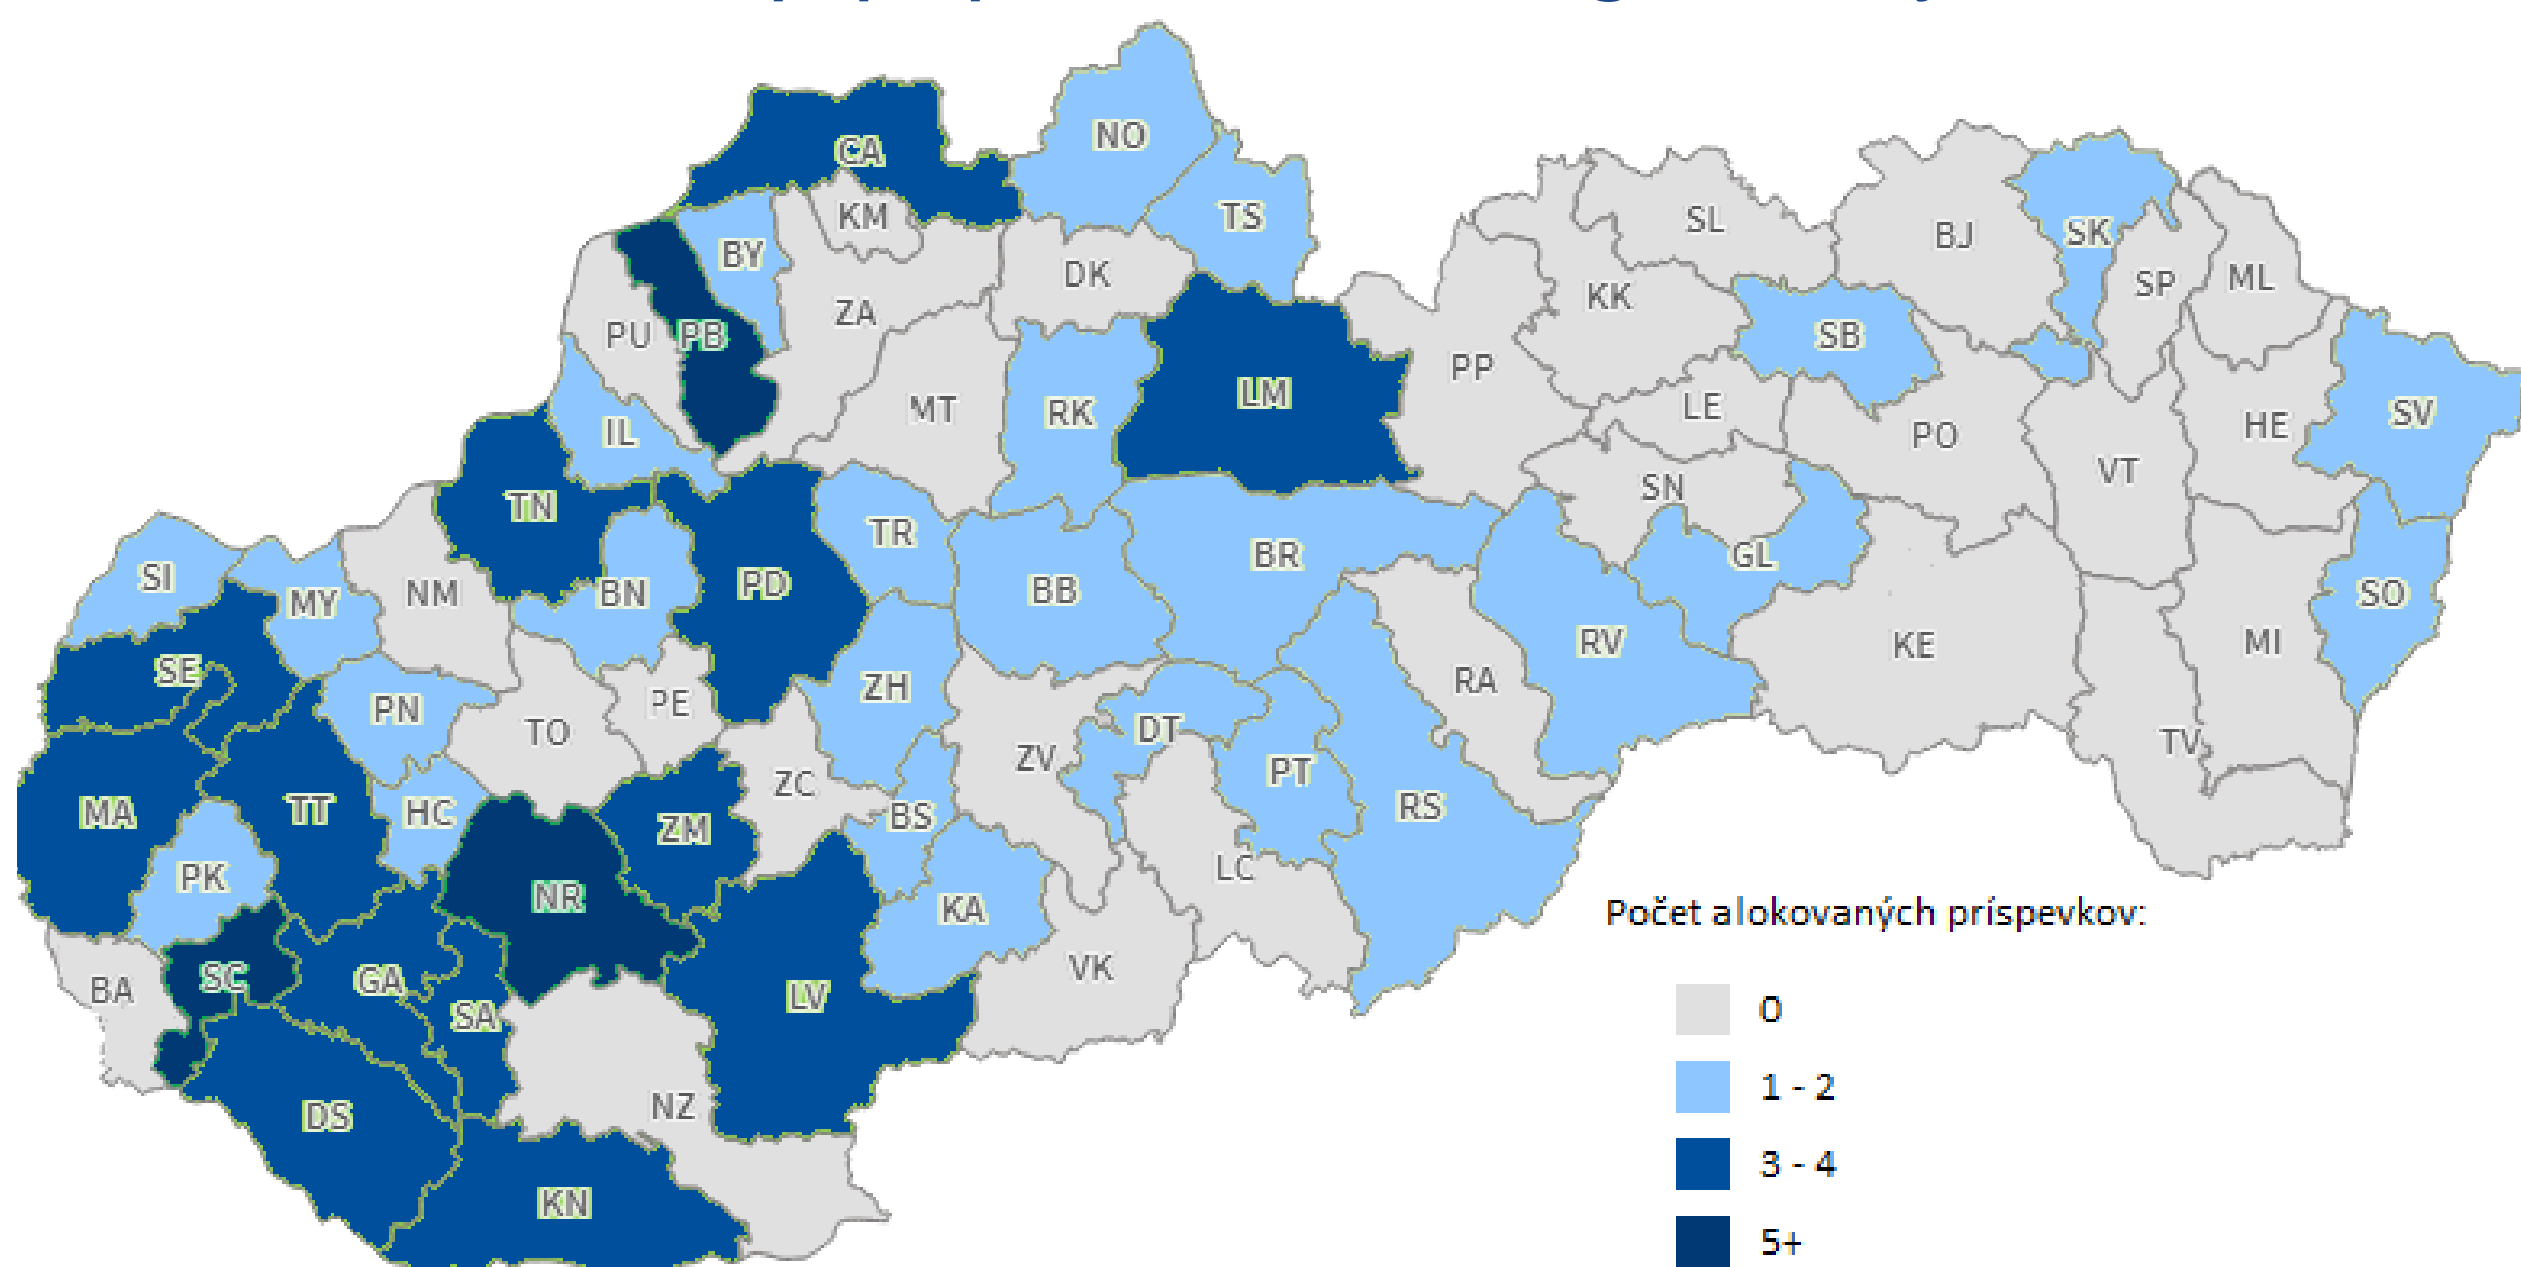 NO
CA
TS
KM
SL
BJ
SK
BY
DK
ML
SP
KK
ZA
PU
PB
SB
PP
LM
LE
MT
RK
SV
IL
PO
HE
VT
SN
TN
TR
BR
GL
SI
PD
BB
MY
NM
BN
SO
RV
KE
MI
SE
ZH
RA
PN
PE
TO
DT
TV
ZV
PT
ZC
RS
MA
TT
HC
BS
ZM
LC
PK
NR
KA
Počet alokovaných príspevkov:
VK
SC
GA
BA
LV
0
SA
1 - 2
NZ
DS
3 - 4
KN
5+